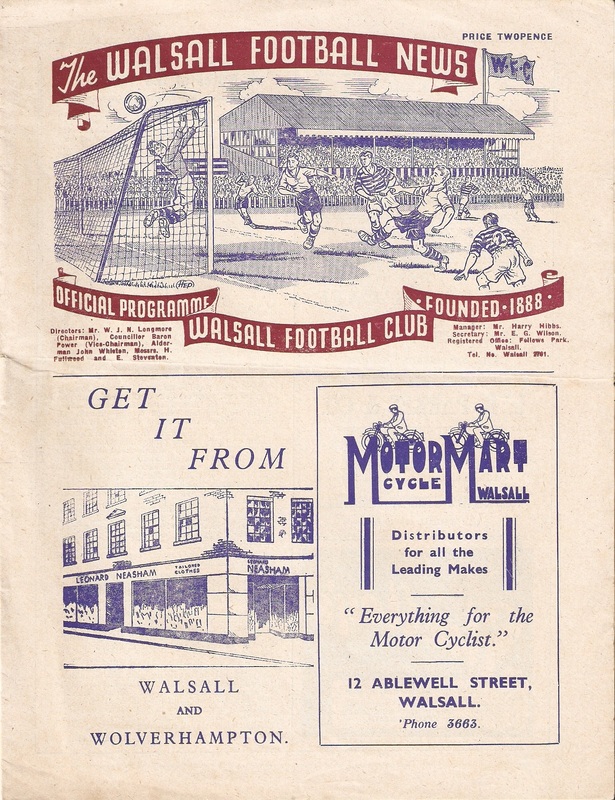 PRICE TWOPENCE
The WALSALL FOOTBALL NEWS
W.F.C
HEP
OFFICIAL PROGRAMME
WALSALL FOOTBALL CLUB
FOUNDED·1888·
Directors: Mr. W. J. N. Longmore
(Chairman), Councillor Baron
Power (Vice-Chairman), Alder-
man John Whiston, Messrs. H.
Fullwood and E. Steventon.
Manager: Mr. Harry Hibbs.
Secretary: Mr. E. G. Wilson.
Registered Office: Fellows Park,
Walsall.
Tel. No. Walsall 2781.
GET
IT
FROM
LEONARD NEASHAM
TAILORED
CLOTHES
LEONARD
NEASHAM
WALSALL
AND
WOLVERHAMPTON.
MOTOR MART
CYCLE
WALSALL
Distributors
for all the
Leading Makes
“Everything for the
Motor Cyclist.”
12 ABLEWELL STREET,
WALSALL.
'Phone 3663.